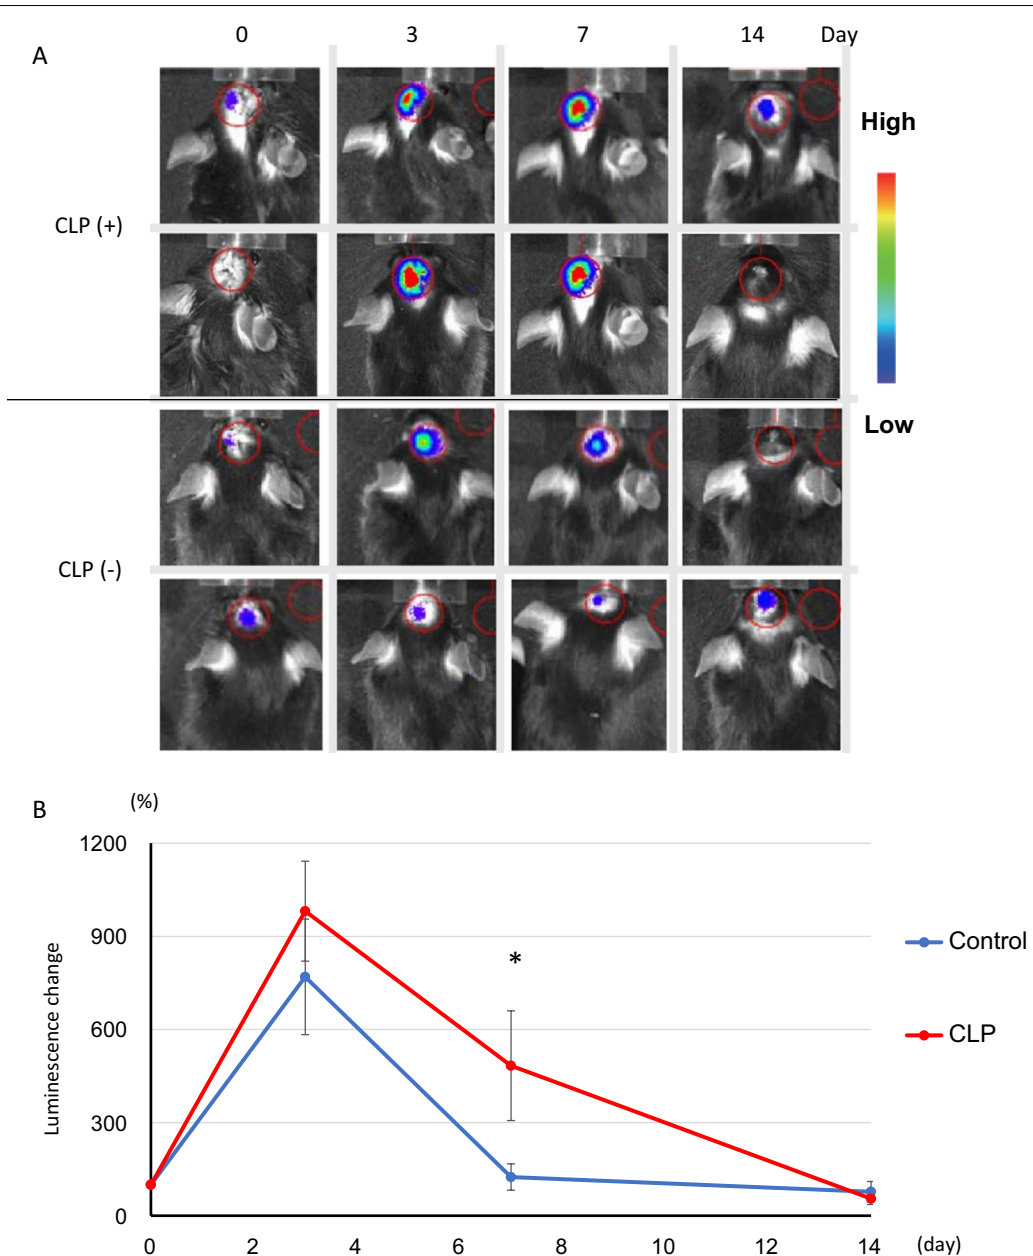 A
0 3 7 14 Day
High
CLP (+)
Low
CLP (-)
B
(%)
1200
900
600
300
0
Luminescence change
*
Control
CLP
0 2 4 6 8 10 12 14 (day)